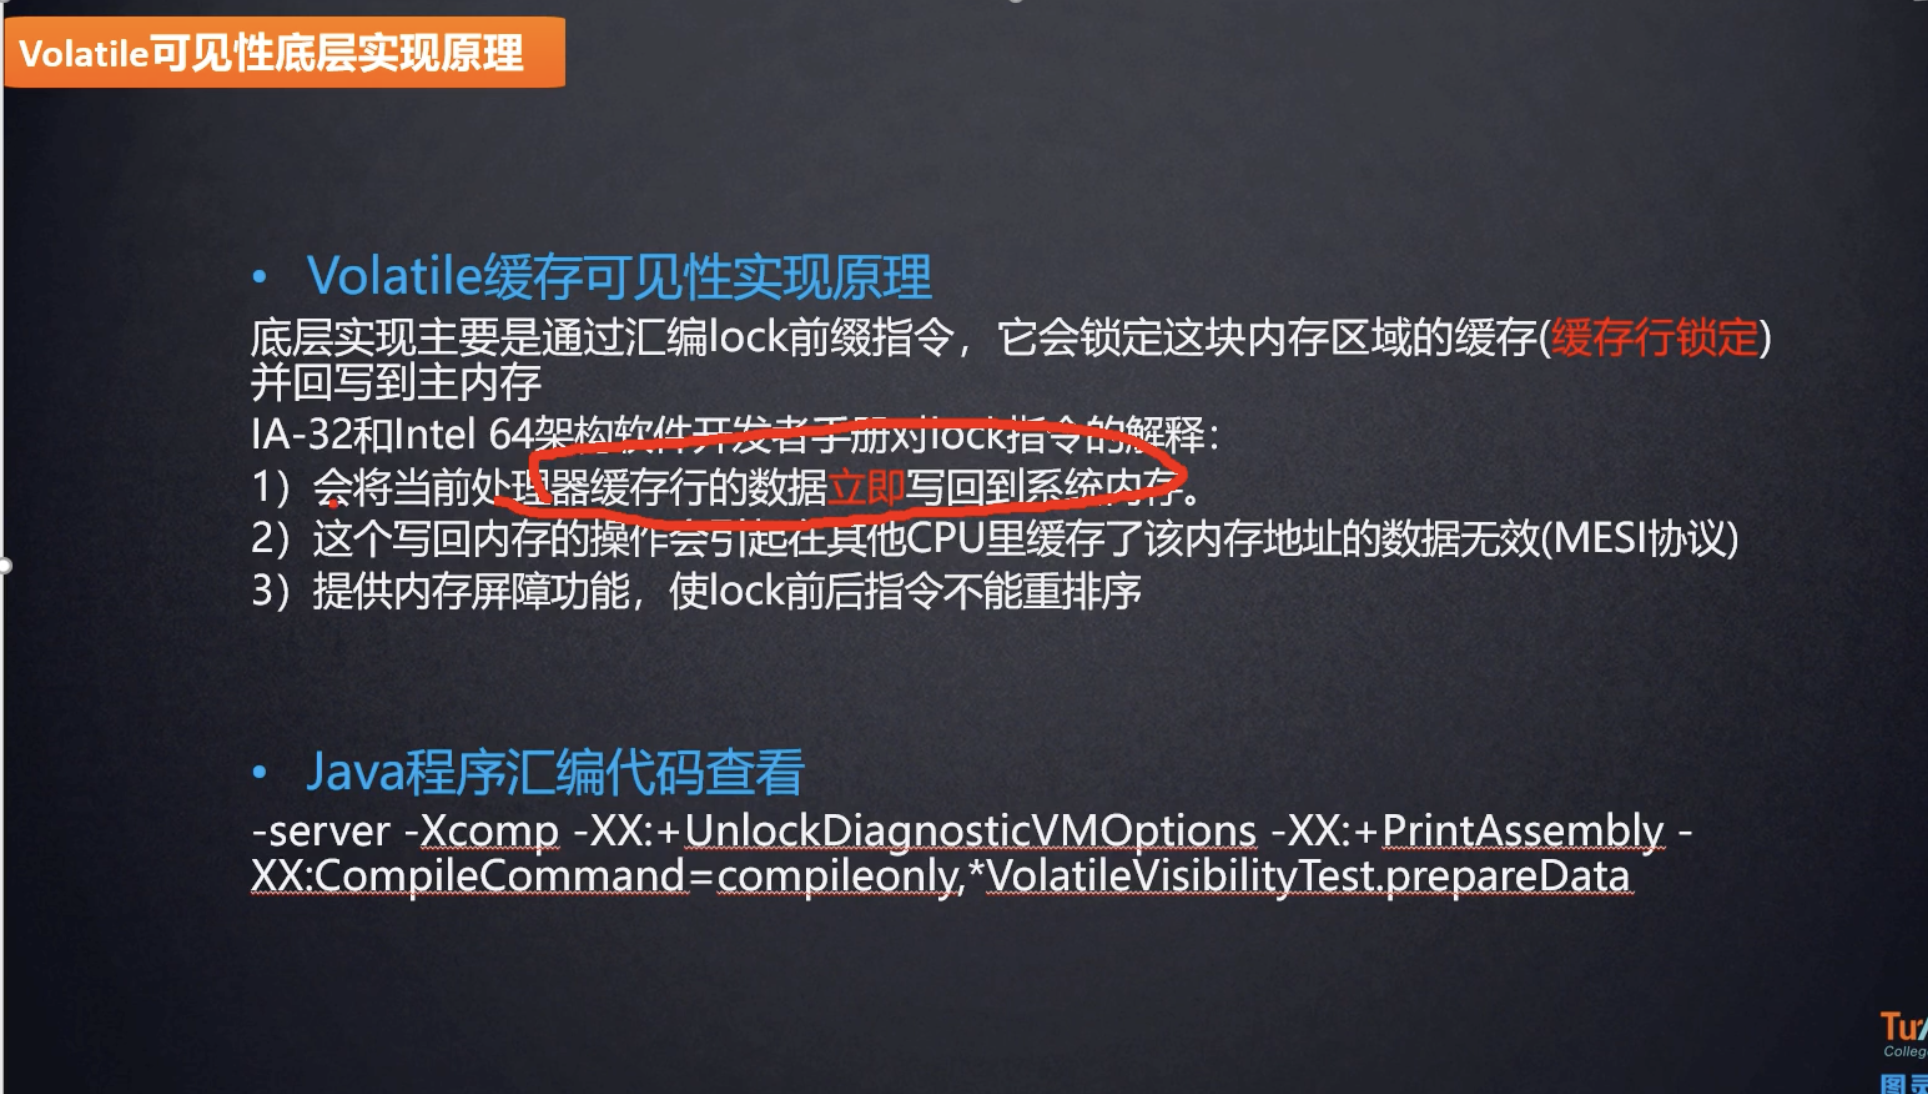 Volatile可见性底层实现原理
• Volatile缓存可见性实现原理
底层实现主要是通过汇编lock前缀指令，它会锁定这块内存区域的缓存(缓存行锁定)
并回写到主内存
IA-32和Intel 64架构软件开发者手册对lock指令的解释：
1）会将当前处理器缓存行的数据立即写回到系统内存。
2）这个写回内存的操作会引起在其他CPU里缓存了该内存地址的数据无效(MESI协议)
3）提供内存屏障功能，使lock前后指令不能重排序
• Java程序汇编代码查看
-server -Xcomp -XX:+UnlockDiagnosticVMOptions -XX:+PrintAssembly -
XX:CompileCommand=compileonly,*VolatileVisibilityTest.prepareData